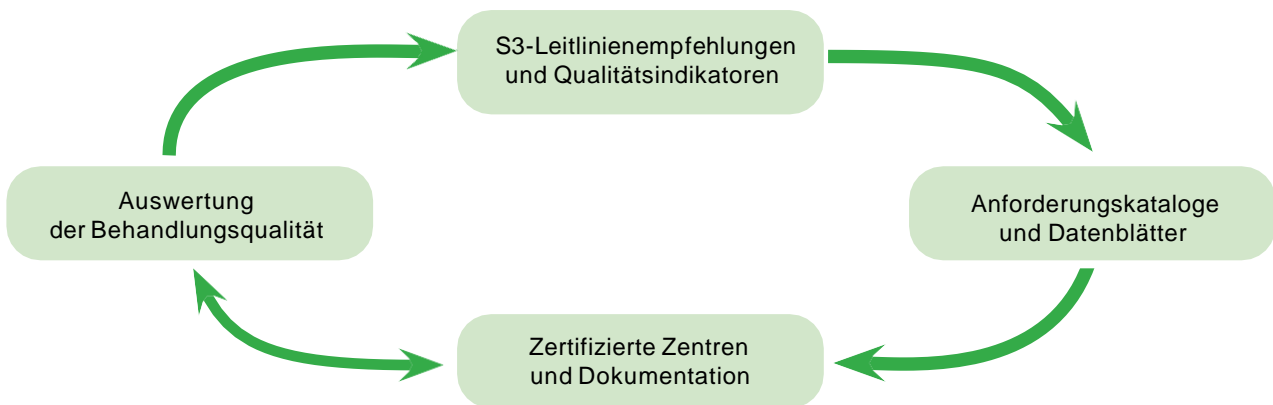 S3-Leitlinienempfehlungen
und Qualitätsindikatoren
Auswertung
der Behandlungsqualität
Anforderungskataloge
und Datenblätter
Zertifizierte Zentren
und Dokumentation